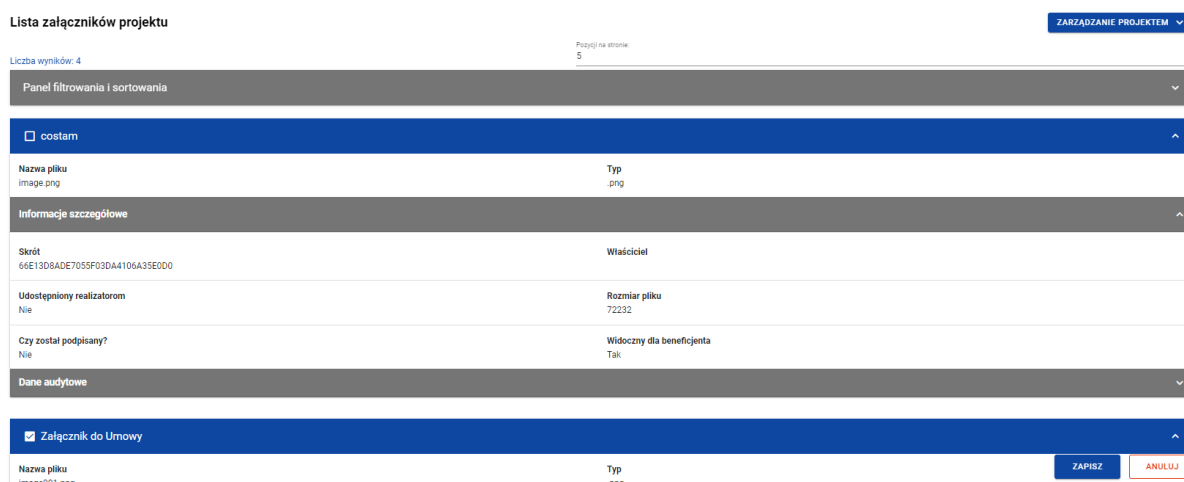 Lista załączników projektu
ZARZĄDZANIE PROJEKTEM
Pozycji na stronie:
5
Liczba wyników: 4
Panel filtrowania i sortowania
costam
Nazwa pliku
Typ
image.png
.png
Informacje szczegółowe
Skrót
Właściciel
66E13D8ADE7055F03DA4106A35E0D0
Udostępniony realizatorom
Rozmiar pliku
Nie
72232
Czy został podpisany?
Widoczny dla beneficjenta
Nie
Tak
Dane audytowe
Załącznik do Umowy
ZAPISZ
ANULUJ
Nazwa pliku
Typ